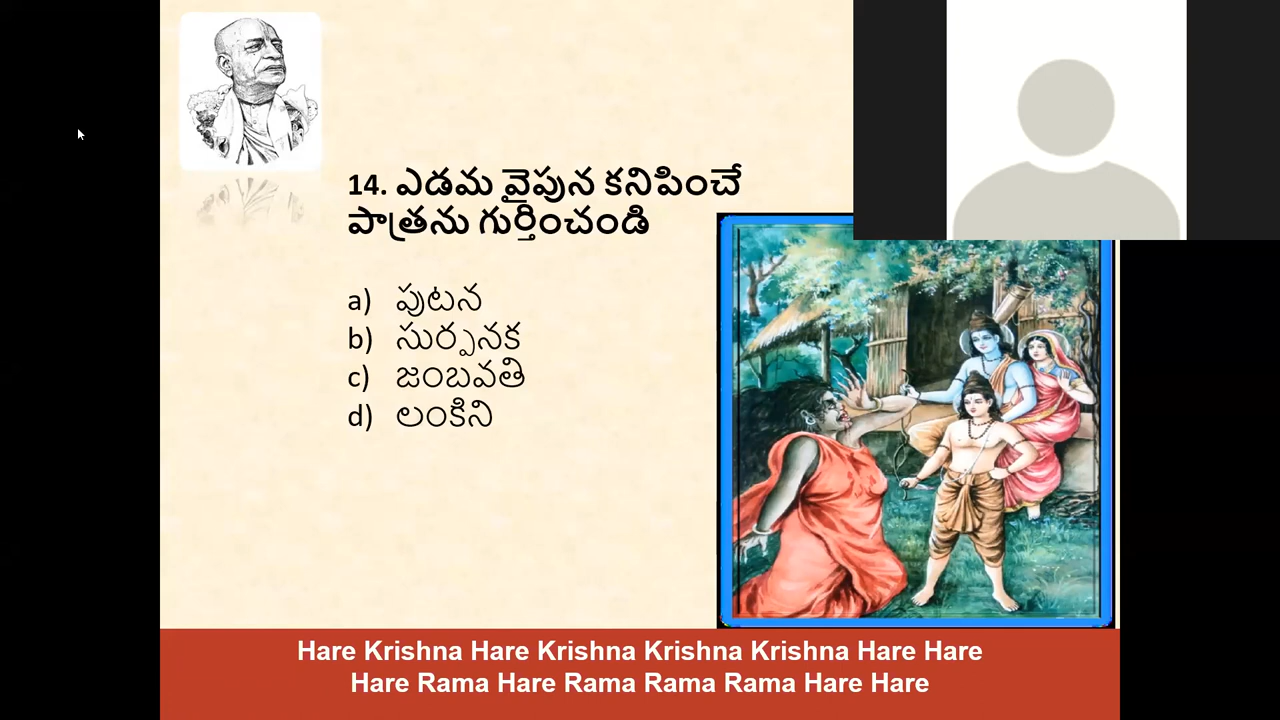 14. ఎడమ వైపున కనిపించే
పాత్రను గుర్తించండి
a) పుటన
b) సుర్పనక
c) జంబవతి
d) లంకిని
Hare Krishna Hare Krishna Krishna Krishna Hare Hare
Hare Rama Hare Rama Rama Rama Hare Hare